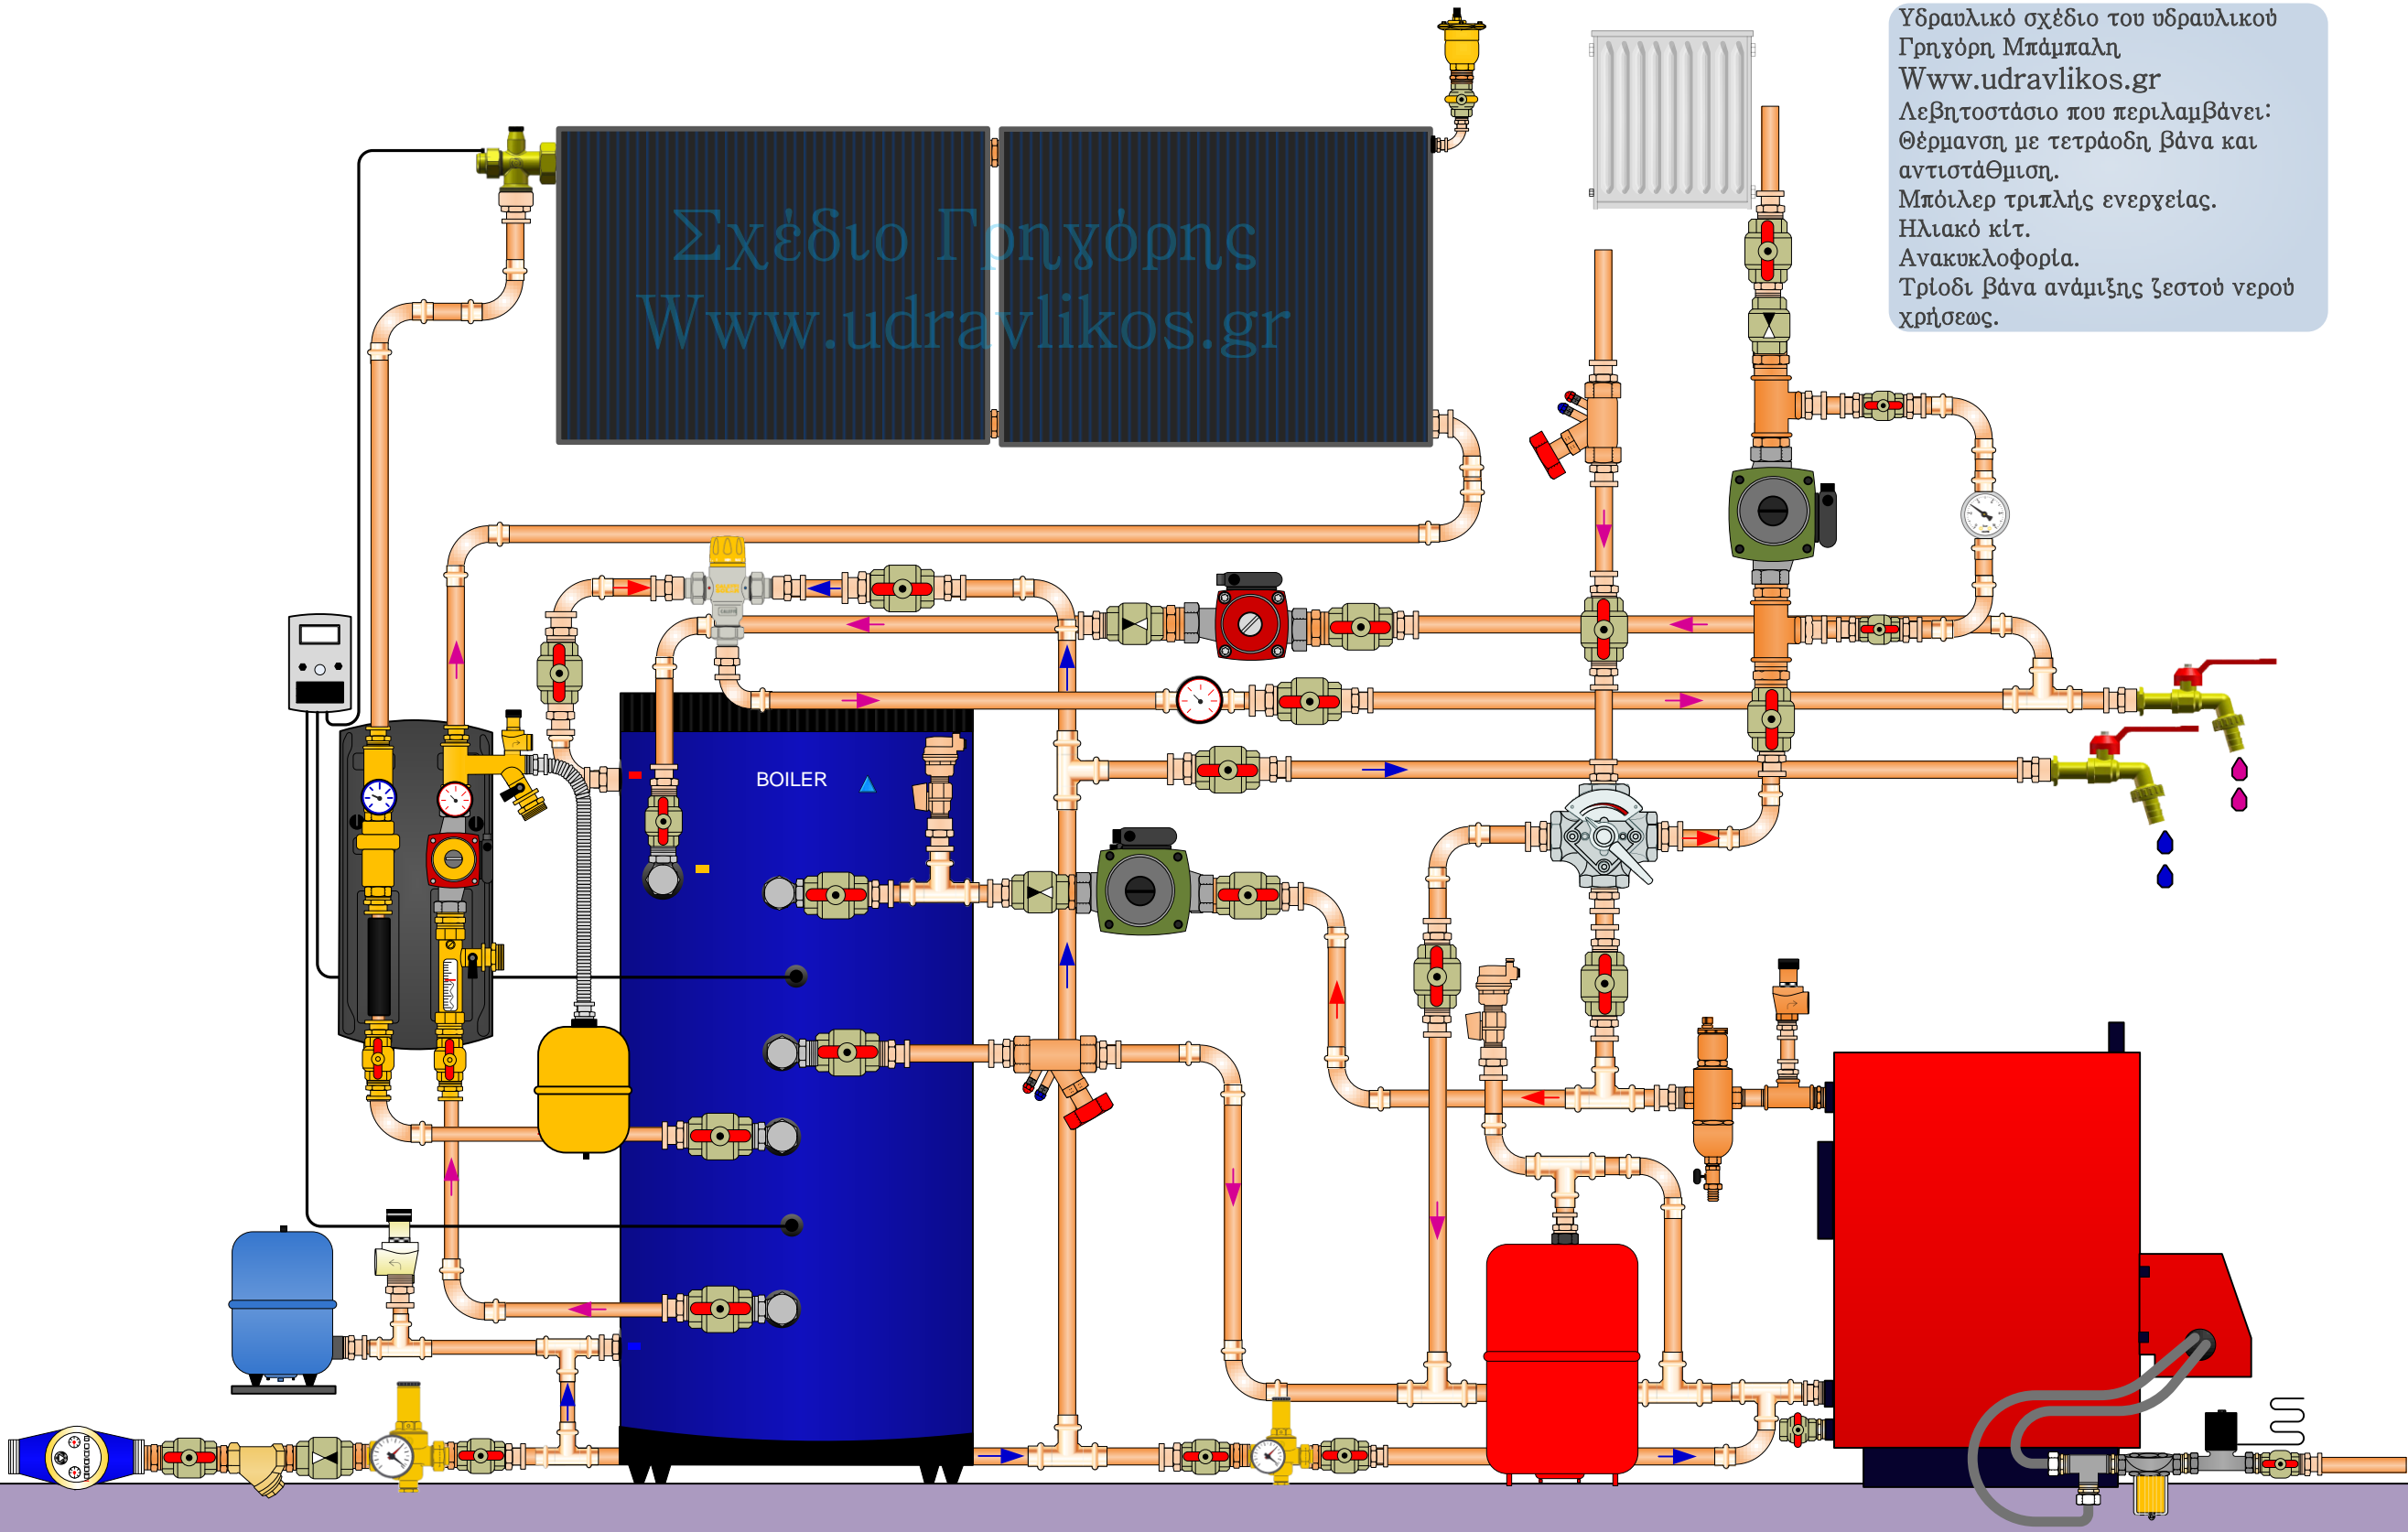 Υδραυλικό σχέδιο του υδραυλικού
Γρηγόρη Μπάμπαλη
Www.udravlikos.gr
Λεβητοστάσιο που περιλαμβάνει:
Θέρμανση με τετράοδη βάνα και
αντιστάθμιση.
Μπόιλερ τριπλής ενεργείας.
Ηλιακό κίτ.
Ανακυκλοφορία.
Τρίοδι βάνα ανάμιξης ζεστού νερού
χρήσεως.
Σχέδιο Γρηγόρης
Www.udravlikos.gr
BOILER